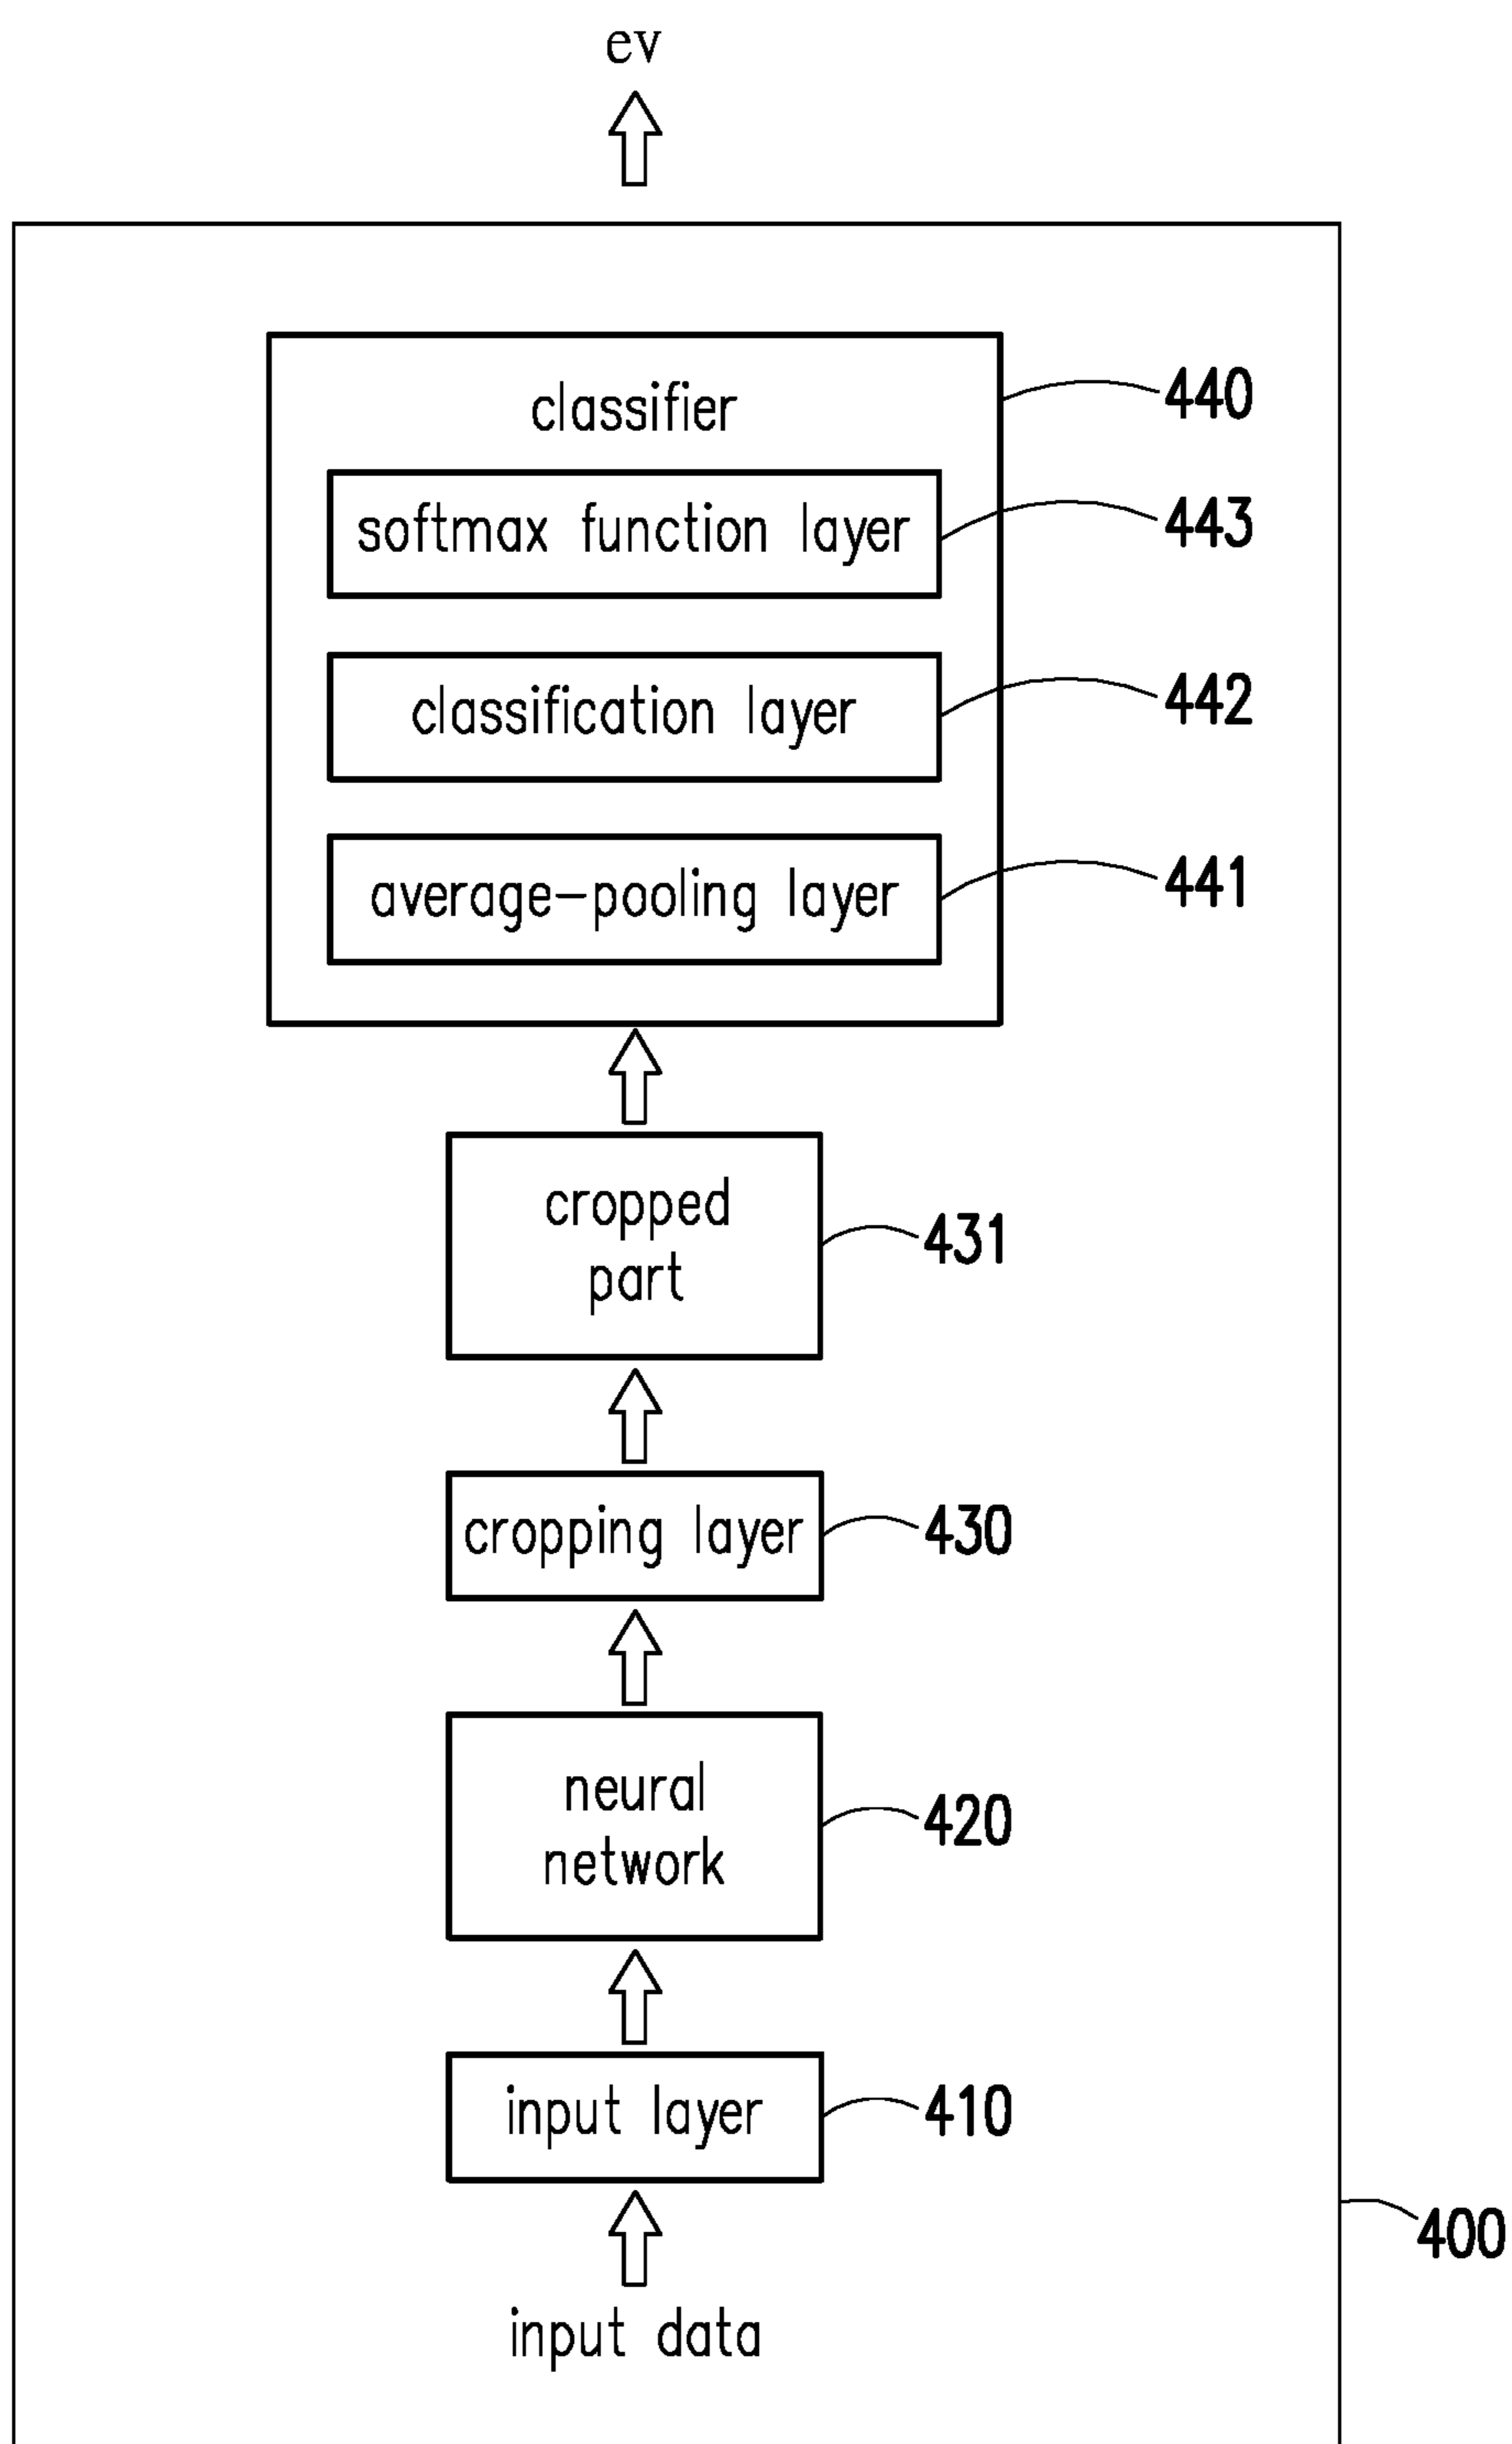 ev
classifier
440
softmax function layer
443
classification layer
442
average-pooling layer
441
cropped
part
431
cropping layer
430
neural
network
420
input layer
410
400
input data